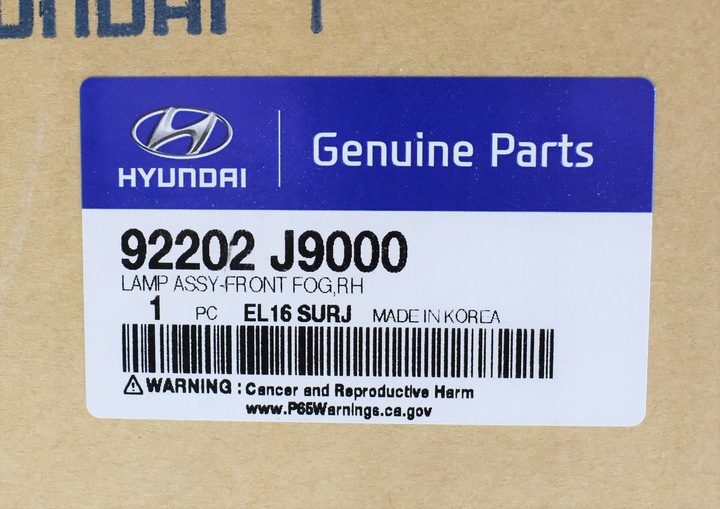 HYUNDAI
HYUNDAI
Genuine Parts
92202 J9000
LAMP ASSY-FRONT FOG,RH
1 PC EL16 SURJ MADE IN KOREA
⚠WARNING : Cancer and Reproductive Harm
www.P65Warnings.ca.gov